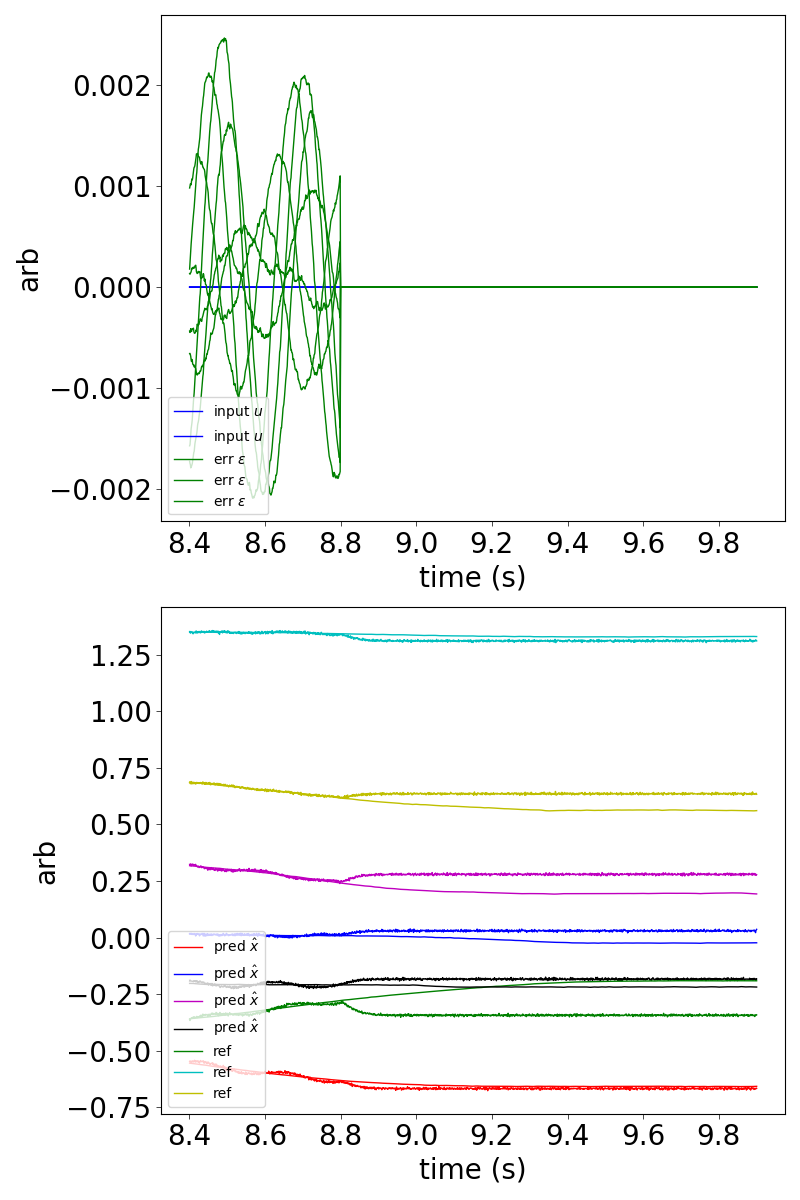 0.002
0.001
arb
0.000
−0.001
−0.002
input u
input u
err ε
err ε
err ε
8.4 8.6 8.8 9.0 9.2 9.4 9.6 9.8
time (s)
1.25
1.00
0.75
0.50
arb
0.25
0.00
−0.25
−0.50
−0.75
pred x̂
pred x̂
pred x̂
pred x̂
ref
ref
ref
8.4 8.6 8.8 9.0 9.2 9.4 9.6 9.8
time (s)